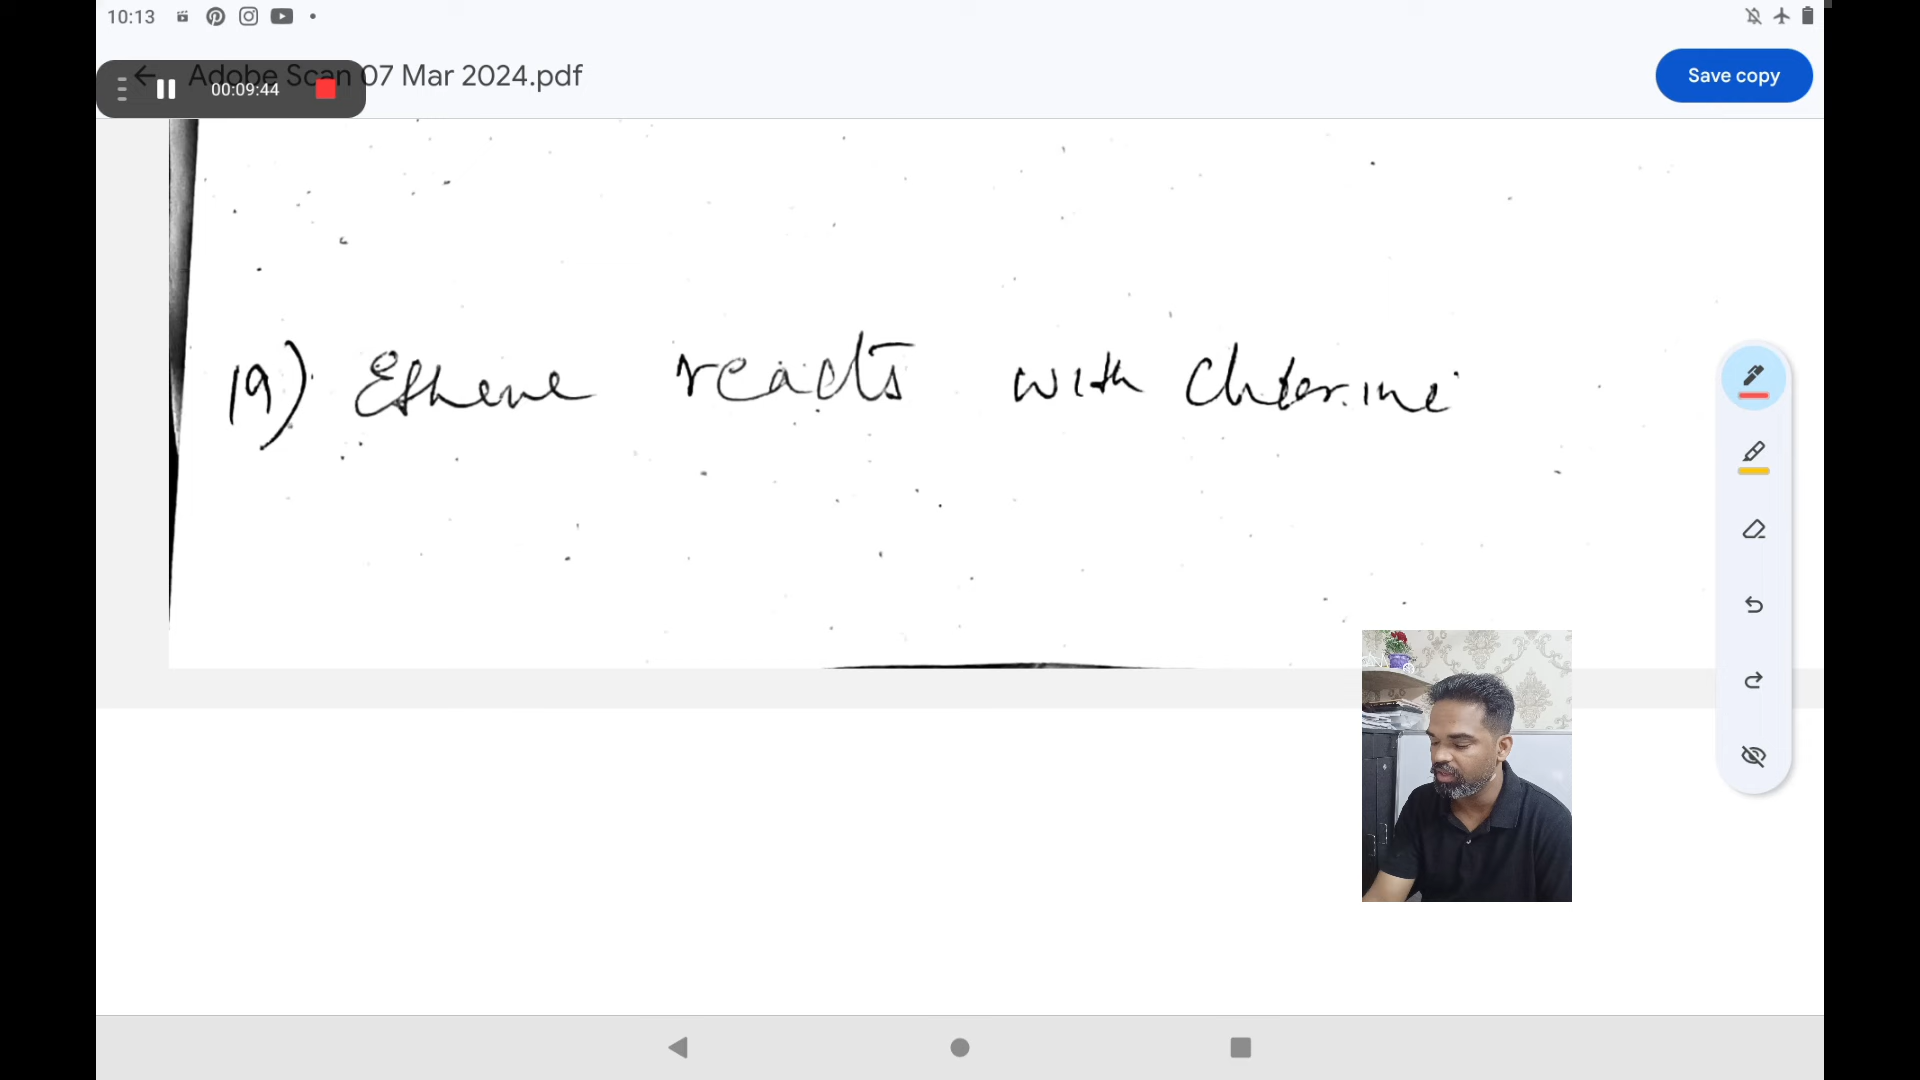 10:13
Adobe Scan 07 Mar 2024.pdf
00:09:44
Save copy
19) Ethene reacts with Chlorine